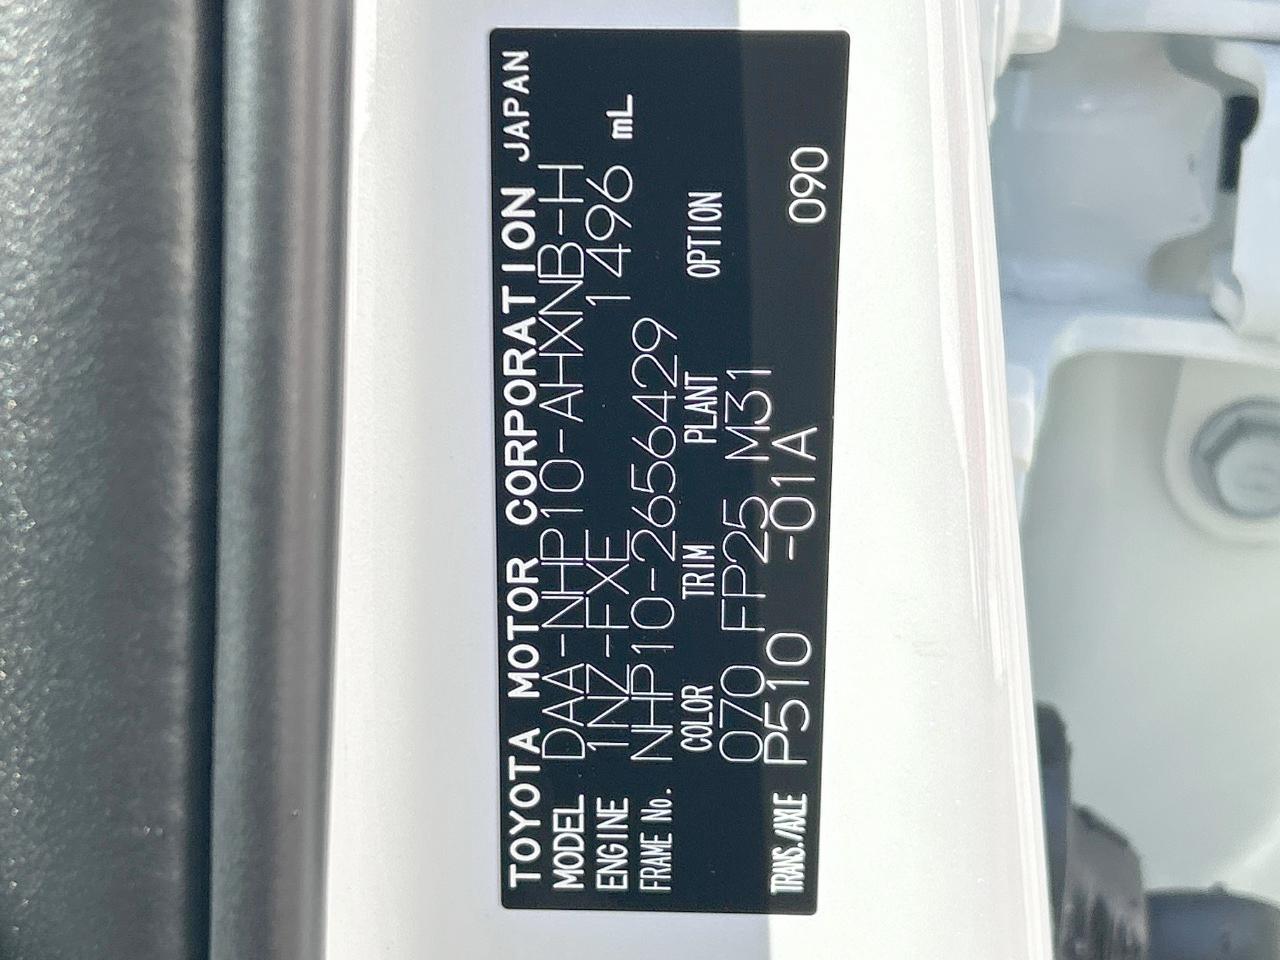 TOYOTA MOTOR CORPORATION JAPAN
MODEL DAA-NHP10-AHXNB-H
ENGINE 1NZ-FXE 1496 mL
FRAME No. NHP10-2656429
COLOR TRIM PLANT OPTION
070 FP25 M31
TRANS./AXLE P510 -01A 090